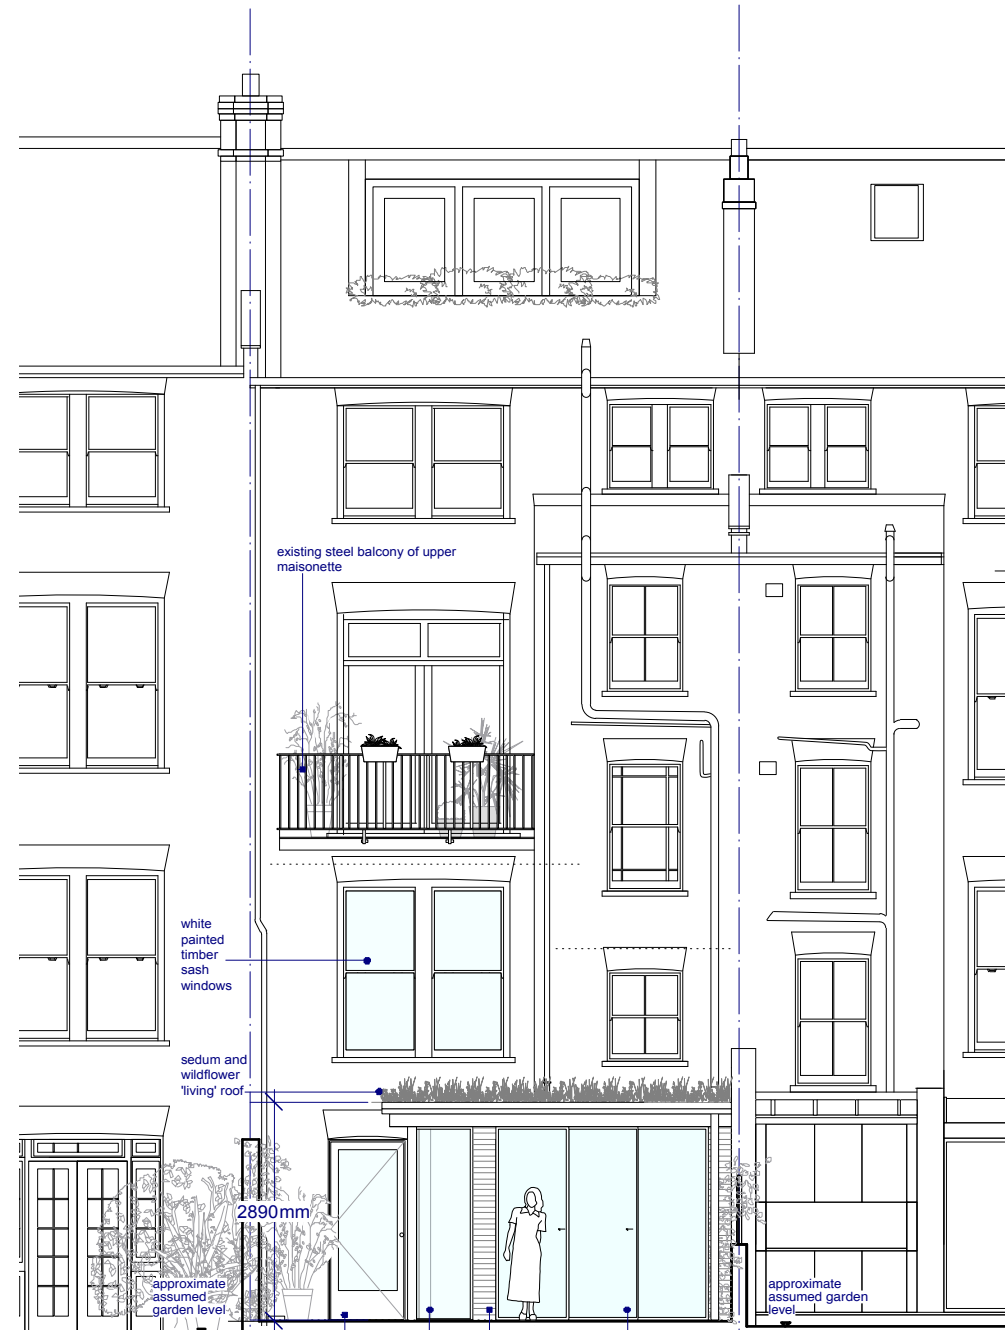 existing steel balcony of upper
maisonette
white
painted
timber
sash
windows
sedum and
wildflower
'living' roof
2890mm
approximate
assumed
garden level
approximate
assumed garden
level